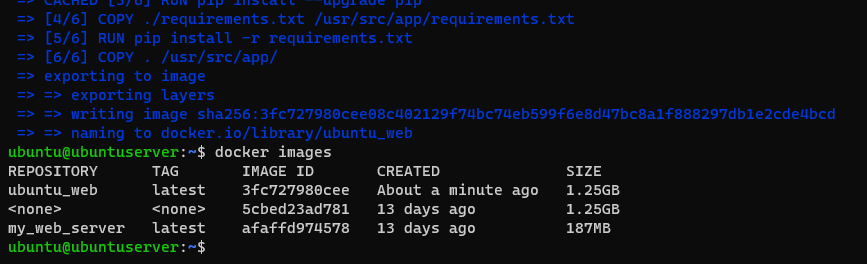 => CACHED [3/6] RUN pip install --upgrade pip
=> [4/6] COPY ./requirements.txt /usr/src/app/requirements.txt
=> [5/6] RUN pip install -r requirements.txt
=> [6/6] COPY . /usr/src/app/
=> exporting to image
=> => exporting layers
=> => writing image sha256:3fc727980cee08c402129f74bc74eb599f6e8d47bc8a1f888297db1e2cde4bcd
=> => naming to docker.io/library/ubuntu_web
ubuntu@ubuntuserver:~$ docker images
REPOSITORY TAG IMAGE ID CREATED SIZE
ubuntu_web latest 3fc727980cee About a minute ago 1.25GB
<none> <none> 5cbed23ad781 13 days ago 1.25GB
my_web_server latest afaffd974578 13 days ago 187MB
ubuntu@ubuntuserver:~$